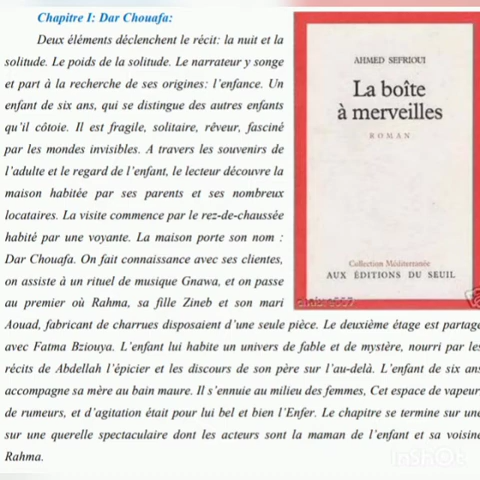 Chapitre I: Dar Chouafa:
Deux éléments déclenchent le récit: la nuit et la
solitude. Le poids de la solitude. Le narrateur y songe
et part à la recherche de ses origines: l'enfance. Un
enfant de six ans, qui se distingue des autres enfants
qu'il côtoie. Il est fragile, solitaire, rêveur, fasciné
par les mondes invisibles. A travers les souvenirs de
l'adulte et le regard de l'enfant, le lecteur découvre la
maison habitée par ses parents et ses nombreux
locataires. La visite commence par le rez-de-chaussée
habité par une voyante. La maison porte son nom :
Dar Chouafa. On fait connaissance avec ses clientes,
on assiste à un rituel de musique Gnawa, et on passe
au premier où Rahma, sa fille Zineb et son mari
Aouad, fabricant de charrues disposaient d'une seule pièce. Le deuxième étage est partagé
avec Fatma Bziouya. L'enfant lui habite un univers de fable et de mystère, nourri par les
récits de Abdellah l'épicier et les discours de son père sur l'au-delà. L'enfant de six ans
accompagne sa mère au bain maure. Il s'ennuie au milieu des femmes, Cet espace de vapeur,
de rumeurs, et d'agitation était pour lui bel et bien l'Enfer. Le chapitre se termine sur une
sur une querelle spectaculaire dont les acteurs sont la maman de l'enfant et sa voisine
Rahma.
AHMED SEFRIOUI
La boîte
à merveilles
ROMAN
Collection Méditerranée
AUX ÉDITIONS DU SEUIL
InShOt